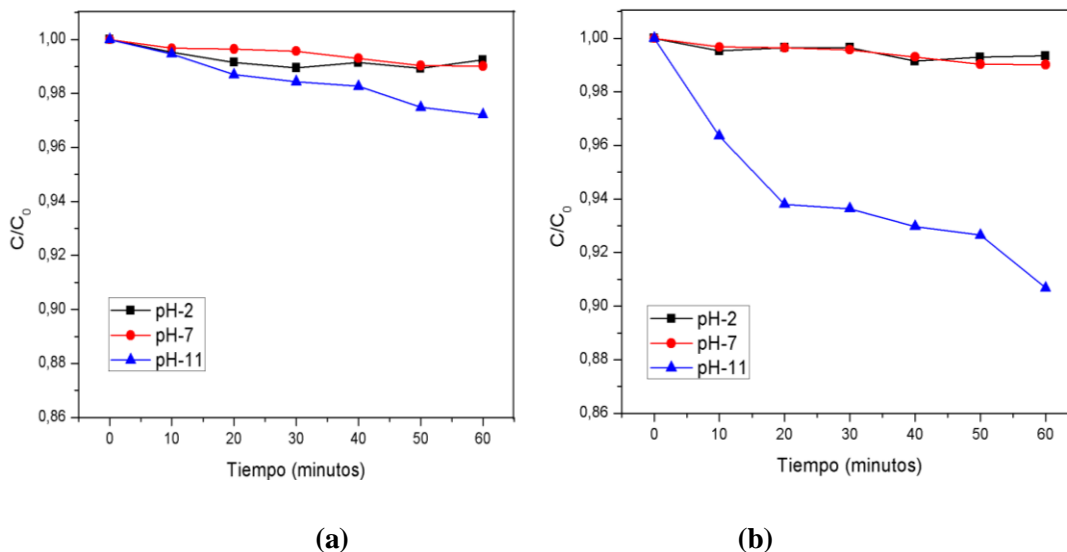 1,00
0,98
0,96
0,94
0,92
0,90
0,88
0,86
C/C0
pH-2
pH-7
pH-11
0 10 20 30 40 50 60
Tiempo (minutos)
(a)
1,00
0,98
0,96
0,94
0,92
0,90
0,88
0,86
C/C0
pH-2
pH-7
pH-11
0 10 20 30 40 50 60
Tiempo (minutos)
(b)